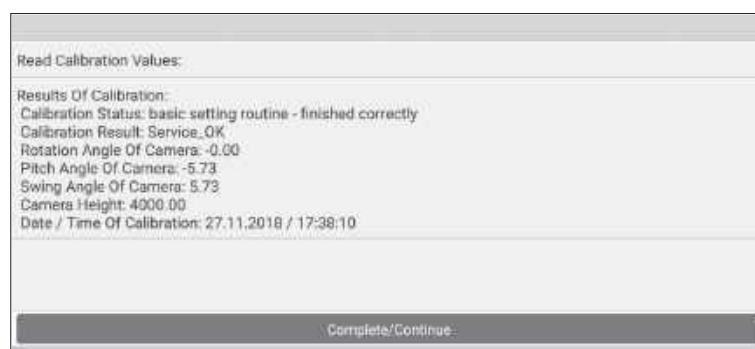 Read Calibration Values:
Results Of Calibration:
Calibration Status: basic setting routine - finished correctly
Calibration Result: Service_OK
Rotation Angle Of Camera: -0.00
Pitch Angle Of Camera: -5.73
Swing Angle Of Camera: 5.73
Camera Height: 4000.00
Date / Time Of Calibration: 27.11.2018 / 17:38:10
Complete/Continue